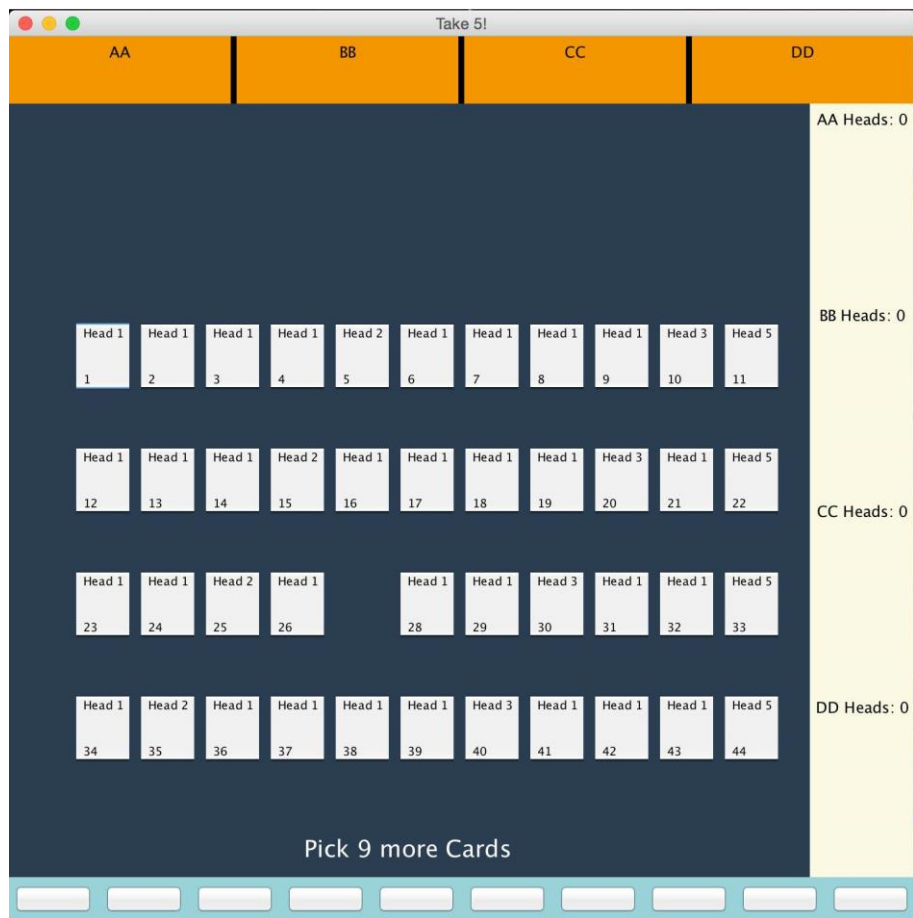 Take 5!
AA BB CC DD
AA Heads: 0
BB Heads: 0
Head 1 Head 1 Head 1 Head 1 Head 2 Head 1 Head 1 Head 1 Head 1 Head 3 Head 5
1 2 3 4 5 6 7 8 9 10 11
Head 1 Head 1 Head 1 Head 2 Head 1 Head 1 Head 1 Head 1 Head 3 Head 1 Head 5
12 13 14 15 16 17 18 19 20 21 22
CC Heads: 0
Head 1 Head 1 Head 2 Head 1 Head 1 Head 1 Head 3 Head 1 Head 1 Head 5
23 24 25 26 28 29 30 31 32 33
Head 1 Head 2 Head 1 Head 1 Head 1 Head 1 Head 3 Head 1 Head 1 Head 1 Head 5
DD Heads: 0
34 35 36 37 38 39 40 41 42 43 44
Pick 9 more Cards